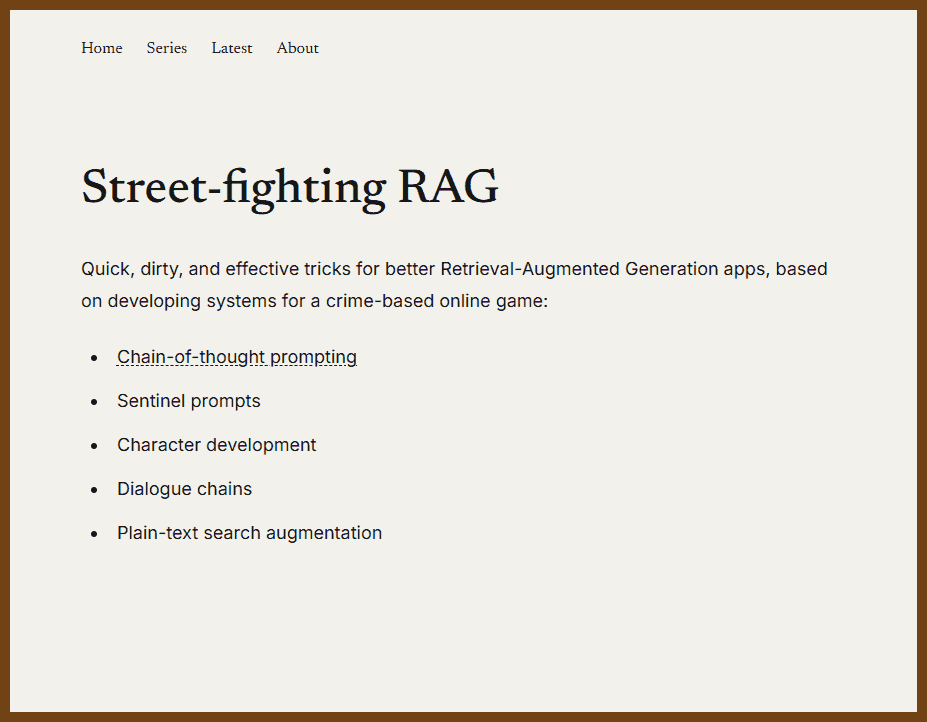 Home Series Latest About
Street-fighting RAG
Quick, dirty, and effective tricks for better Retrieval-Augmented Generation apps, based
on developing systems for a crime-based online game:
• Chain-of-thought prompting
• Sentinel prompts
• Character development
• Dialogue chains
• Plain-text search augmentation